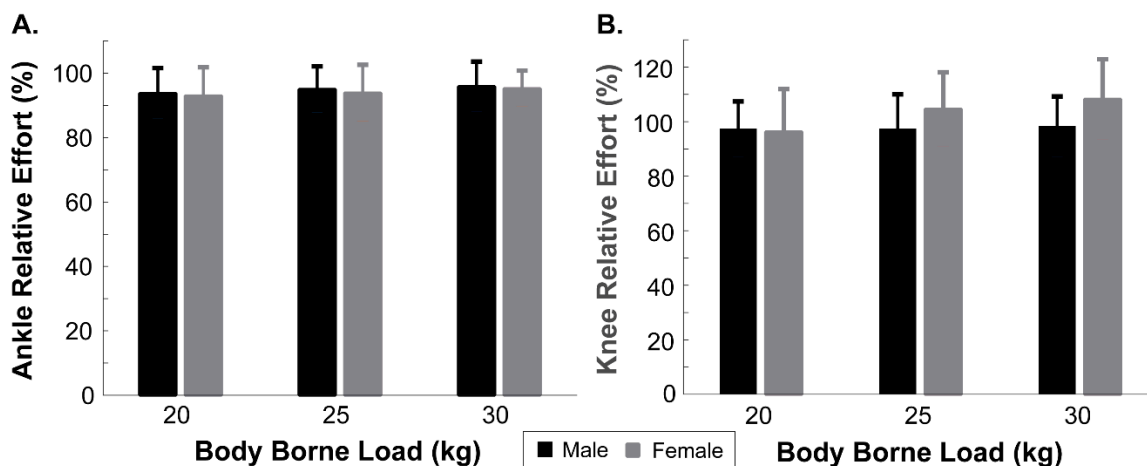 A.
Ankle Relative Effort (%)
100
80
60
40
20
0
20 25 30
Body Borne Load (kg)
B.
Knee Relative Effort (%)
120
100
80
60
40
20
0
20 25 30
Body Borne Load (kg)
Male Female